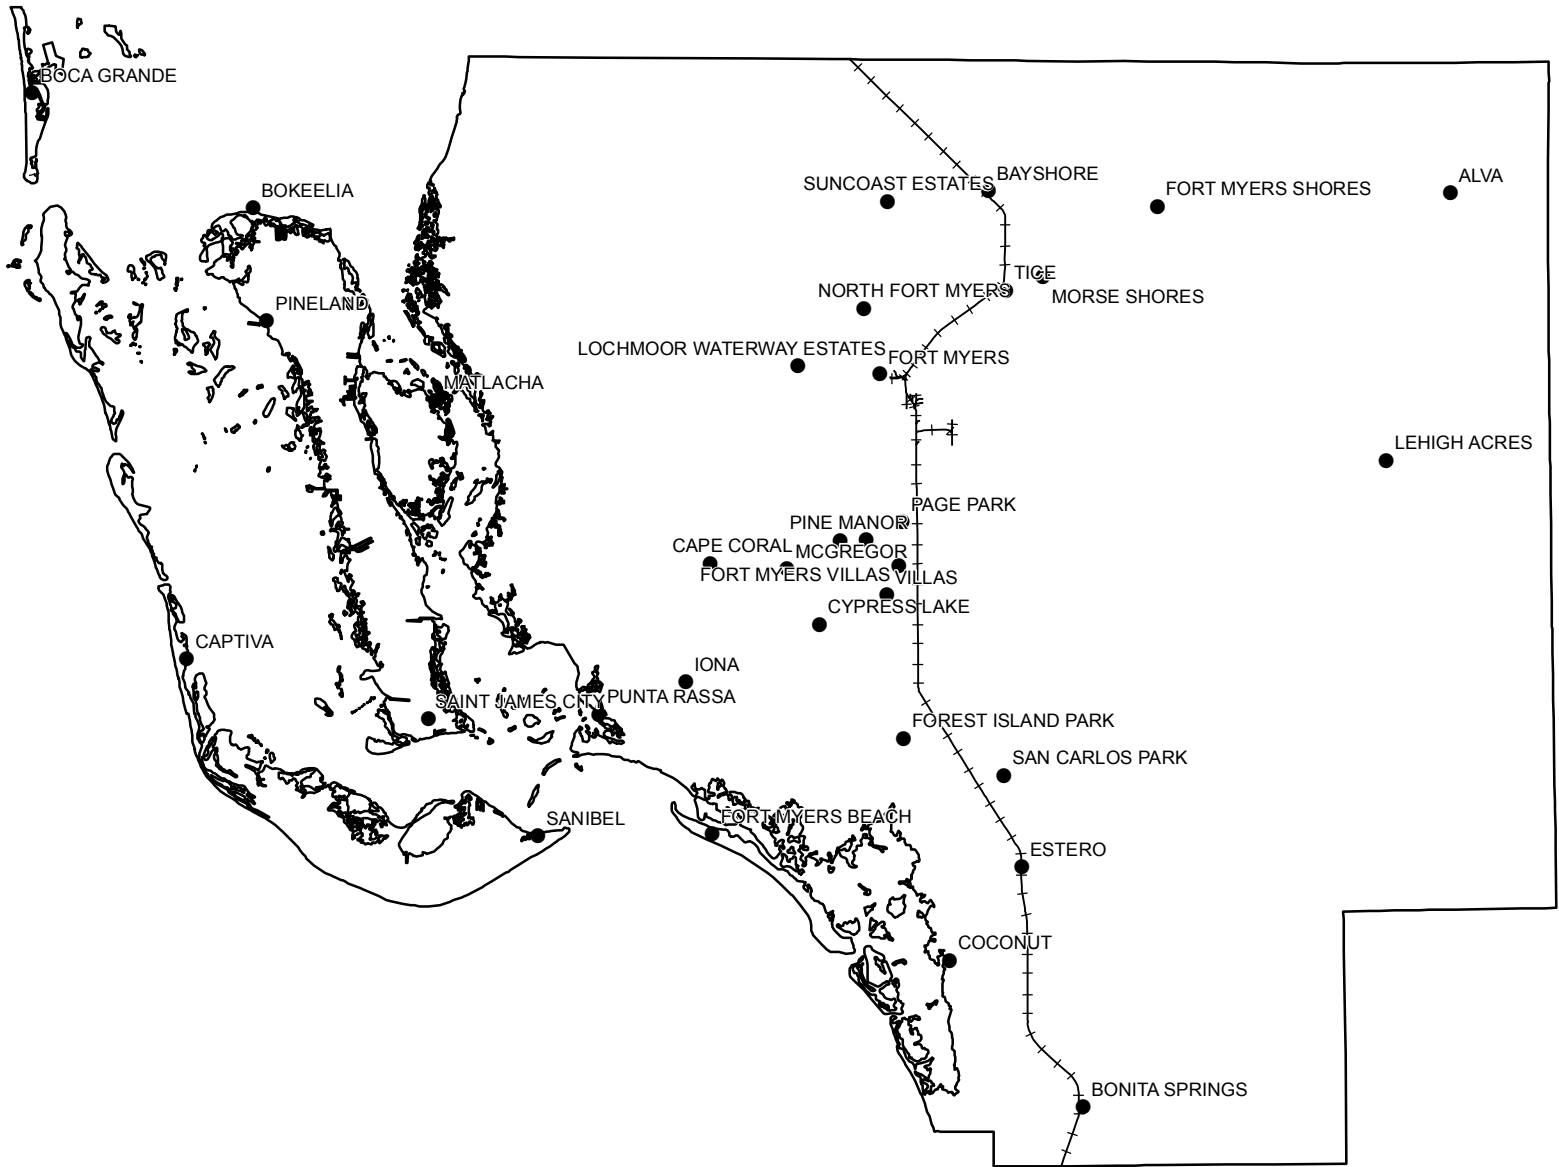 BOCA GRANDE
BAYSHORE
ALVA
SUNCOAST ESTATES
FORT MYERS SHORES
BOKEELIA
TICE
NORTH FORT MYERS
MORSE SHORES
PINELAND
LOCHMOOR WATERWAY ESTATES
FORT MYERS
MATLACHA
LEHIGH ACRES
PAGE PARK
PINE MANOR
CAPE CORAL
MCGREGOR
FORT MYERS VILLAS
VILLAS
CYPRESS LAKE
CAPTIVA
IONA
SAINT JAMES CITY
PUNTA RASSA
FOREST ISLAND PARK
SAN CARLOS PARK
SANIBEL
FORT MYERS BEACH
ESTERO
COCONUT
BONITA SPRINGS